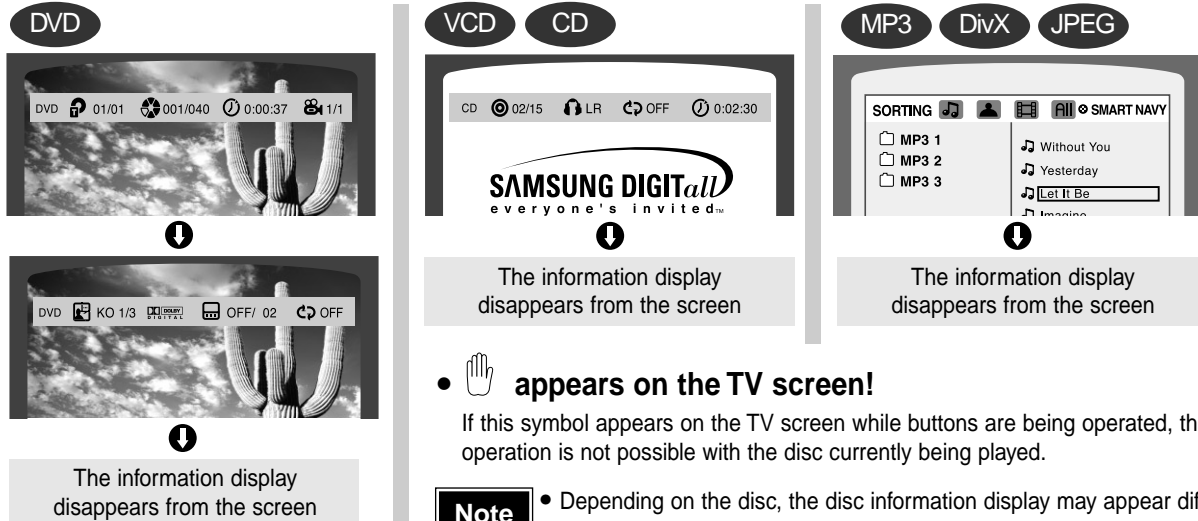 DVD
DVD 01/01 001/040 0:00:37 1/1
DVD KO 1/3 DOLBY DIGITAL OFF/ 02 OFF
The information display
disappears from the screen
VCD CD
CD 02/15 LR OFF 0:02:30
SAMSUNG DIGITall
everyone's invited™
The information display
disappears from the screen
MP3 DivX JPEG
SORTING All SMART NAVY
MP3 1
MP3 2
MP3 3
Without You
Yesterday
Let It Be
Imagine
The information display
disappears from the screen
• appears on the TV screen!
If this symbol appears on the TV screen while buttons are being operated, th
operation is not possible with the disc currently being played.
Note • Depending on the disc, the disc information display may appear dif